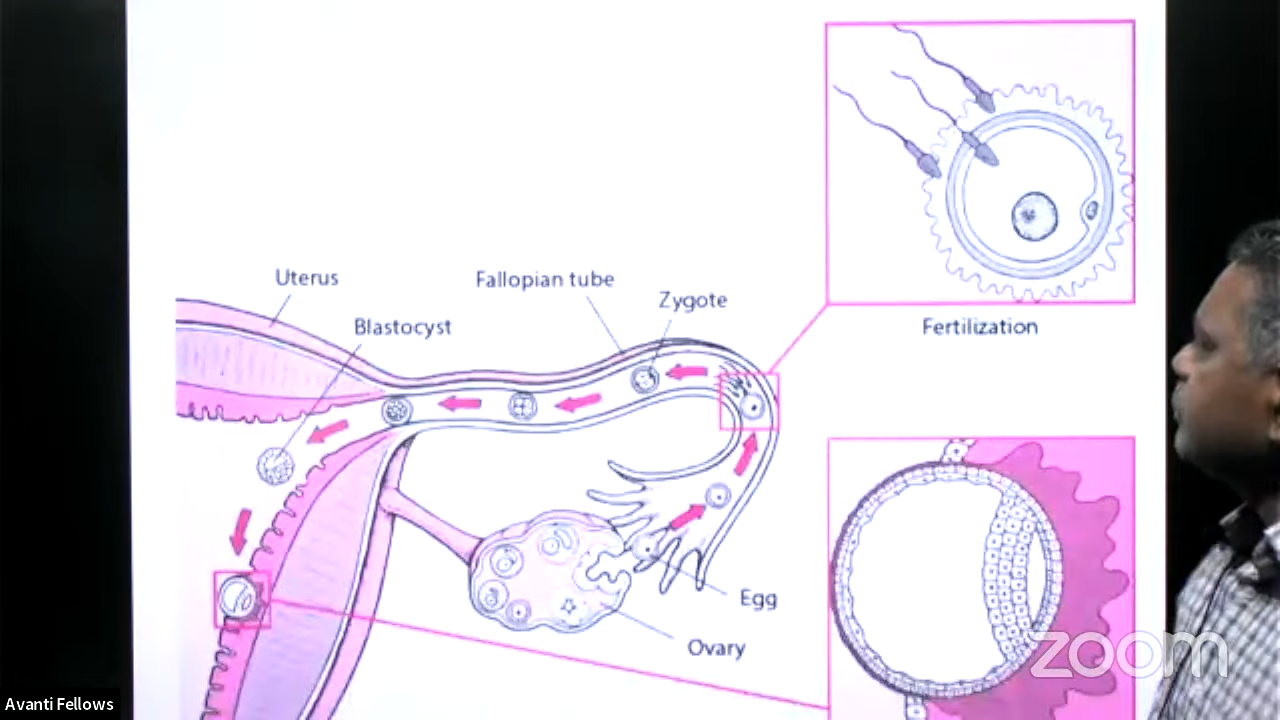 Uterus
Fallopian tube
Zygote
Blastocyst
Fertilization
Egg
Ovary
zoom
Avanti Fellows